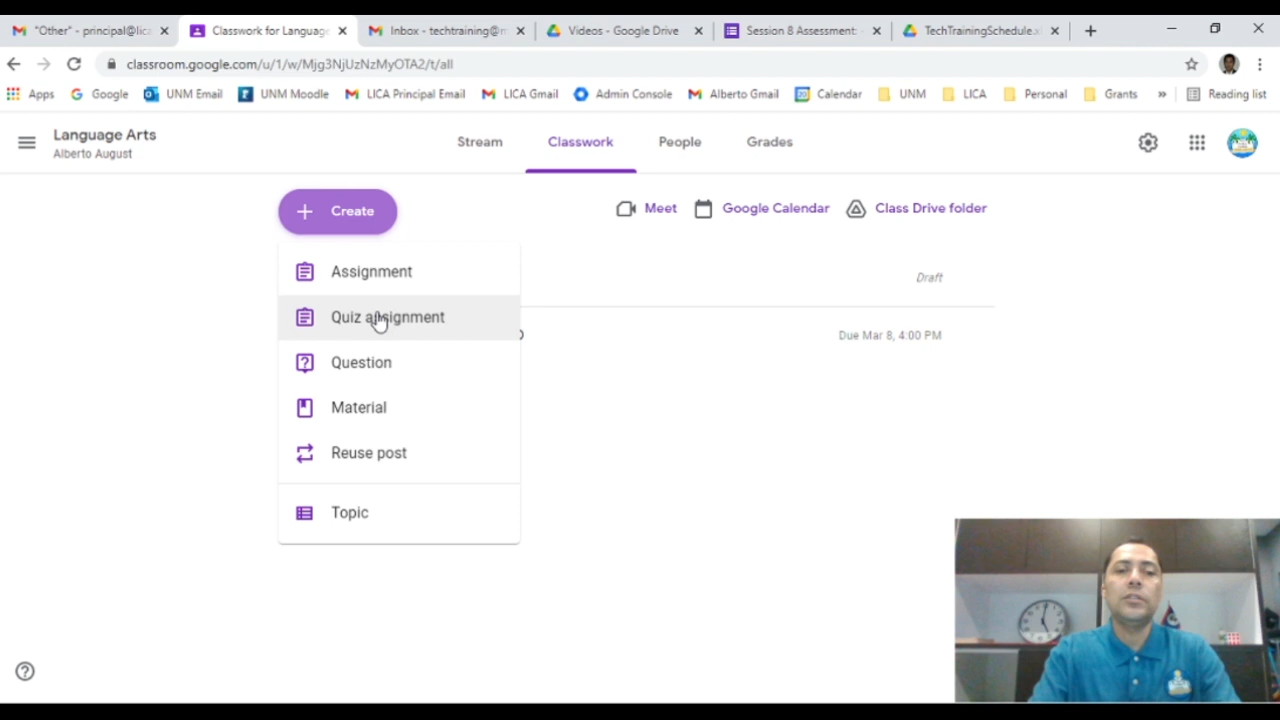 "Other" - principal@lica
Classwork for Language
Inbox - techtraining@m
Videos - Google Drive
Session 8 Assessment:
TechTrainingSchedule.xl
classroom.google.com/u/1/w/Mjg3NjUzNzMyOTA2/t/all
Apps
Google
UNM Email
UNM Moodle
LICA Principal Email
LICA Gmail
Admin Console
Alberto Gmail
Calendar
UNM
LICA
Personal
Grants
»
Reading list
Language Arts
Alberto August
Stream
Classwork
People
Grades
+ Create
Meet
Google Calendar
Class Drive folder
Assignment
Draft
Quiz assignment
Due Mar 8, 4:00 PM
Question
Material
Reuse post
Topic